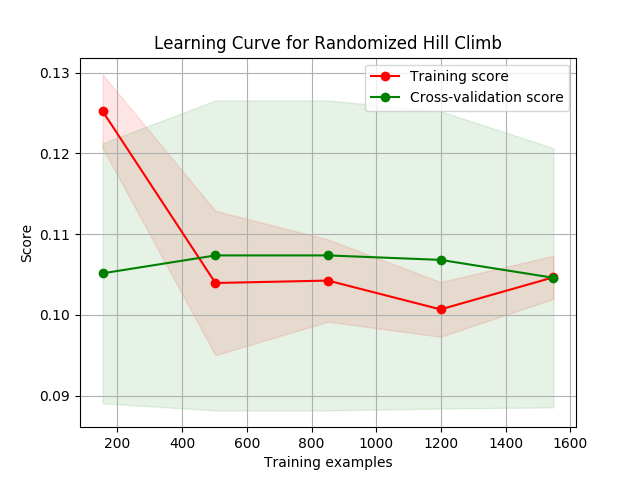 Learning Curve for Randomized Hill Climb
Training score
Cross-validation score
0.13
0.12
0.11
0.10
0.09
Score
200 400 600 800 1000 1200 1400 1600
Training examples